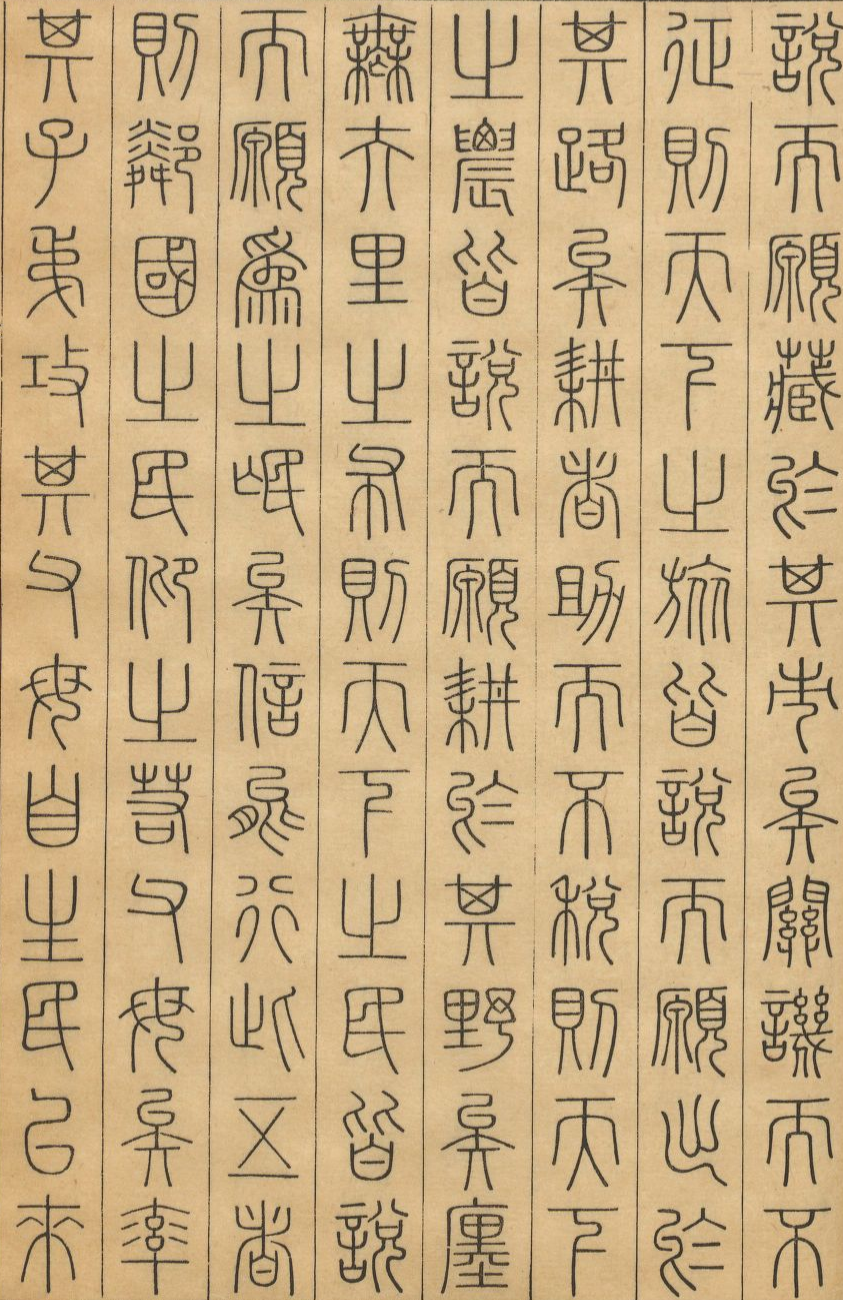 說而願藏於其市矣關譏而不
征則天下之旅皆說而願出於
其路矣耕者助而不稅則天下
之農皆說而願耕於其野矣廛
無夫里之布則天下之民皆說
而願爲之氓矣信能行此五者
則鄰國之民仰之若父母矣率
其子弟攻其父母自生民以來